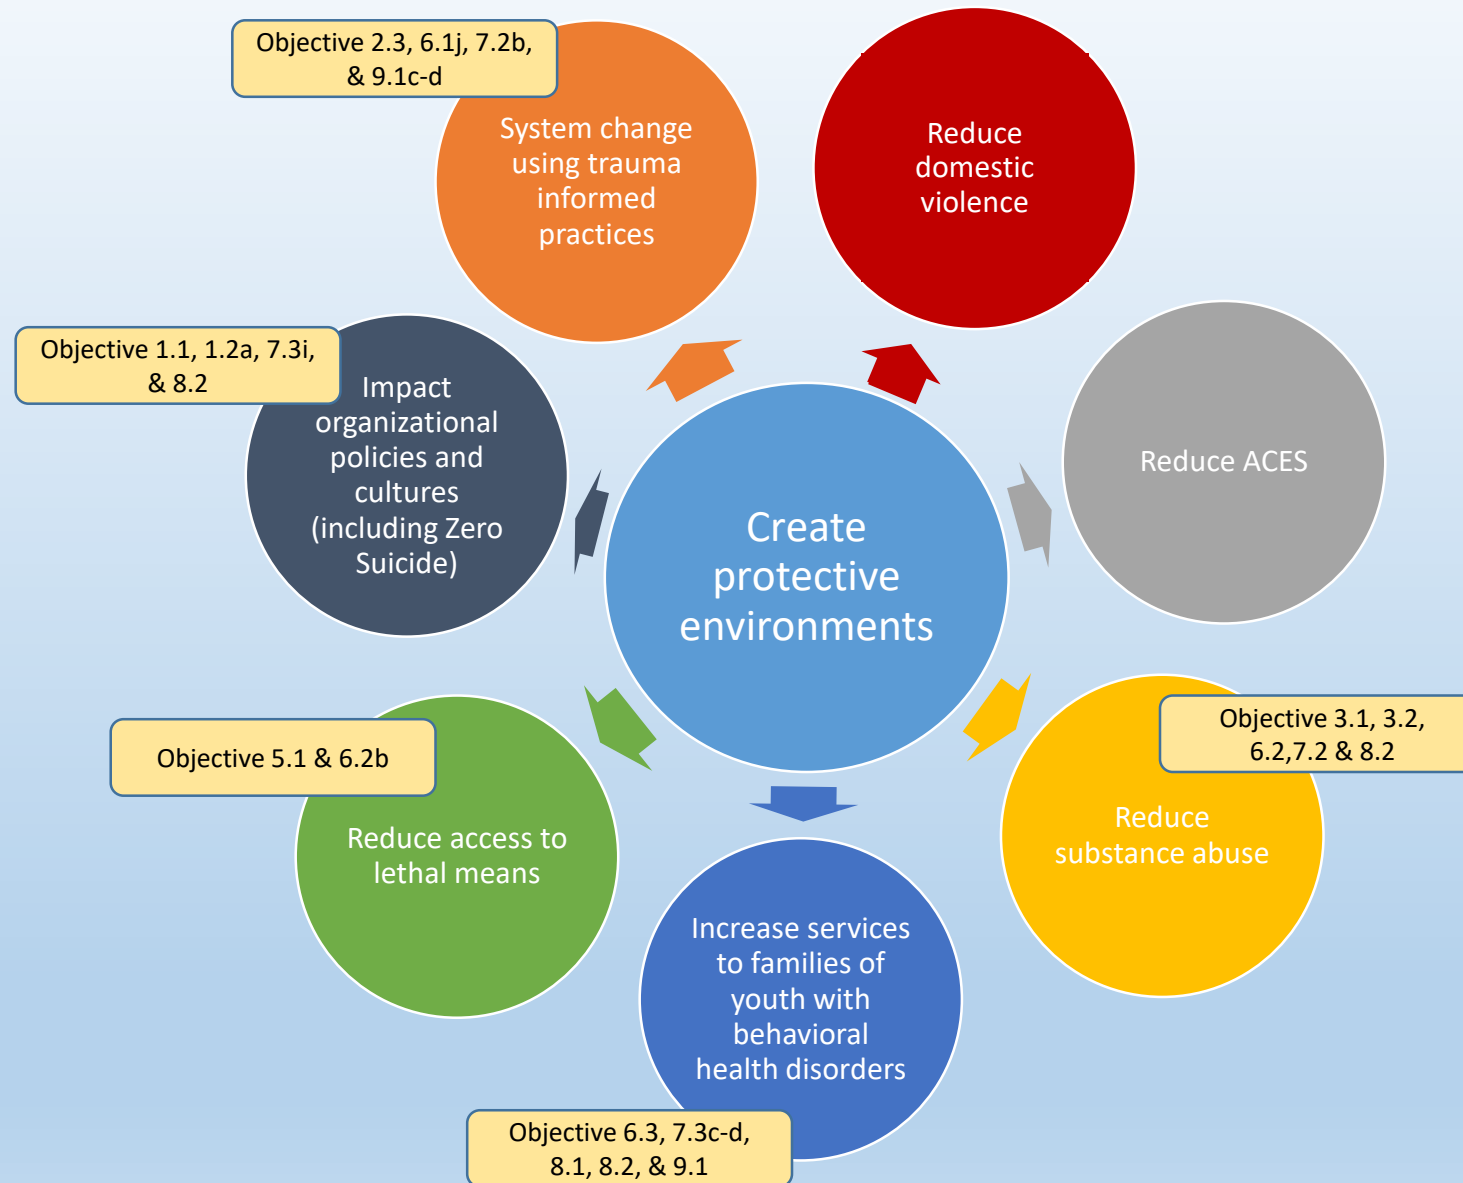 Objective 2.3, 6.1j, 7.2b,
& 9.1c-d
System change
using trauma
informed
practices
Reduce
domestic
violence
Objective 1.1, 1.2a, 7.3i,
& 8.2
Impact
organizational
policies and
cultures
(including Zero
Suicide)
Reduce ACES
Create
protective
environments
Objective 5.1 & 6.2b
Reduce access to
lethal means
Objective 3.1, 3.2,
6.2,7.2 & 8.2
Reduce
substance abuse
Increase services
to families of
youth with
behavioral
health disorders
Objective 6.3, 7.3c-d,
8.1, 8.2, & 9.1